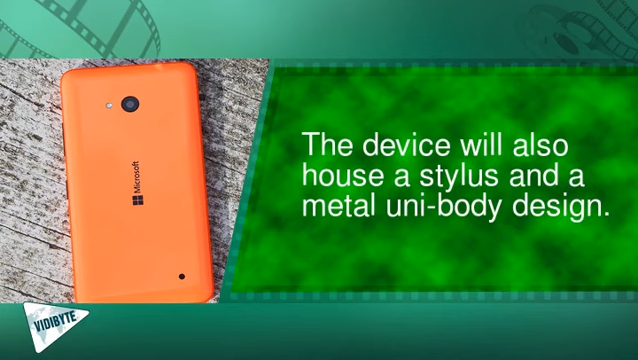 Microsoft
The device will also
house a stylus and a
metal uni-body design.
VIDIBYTE